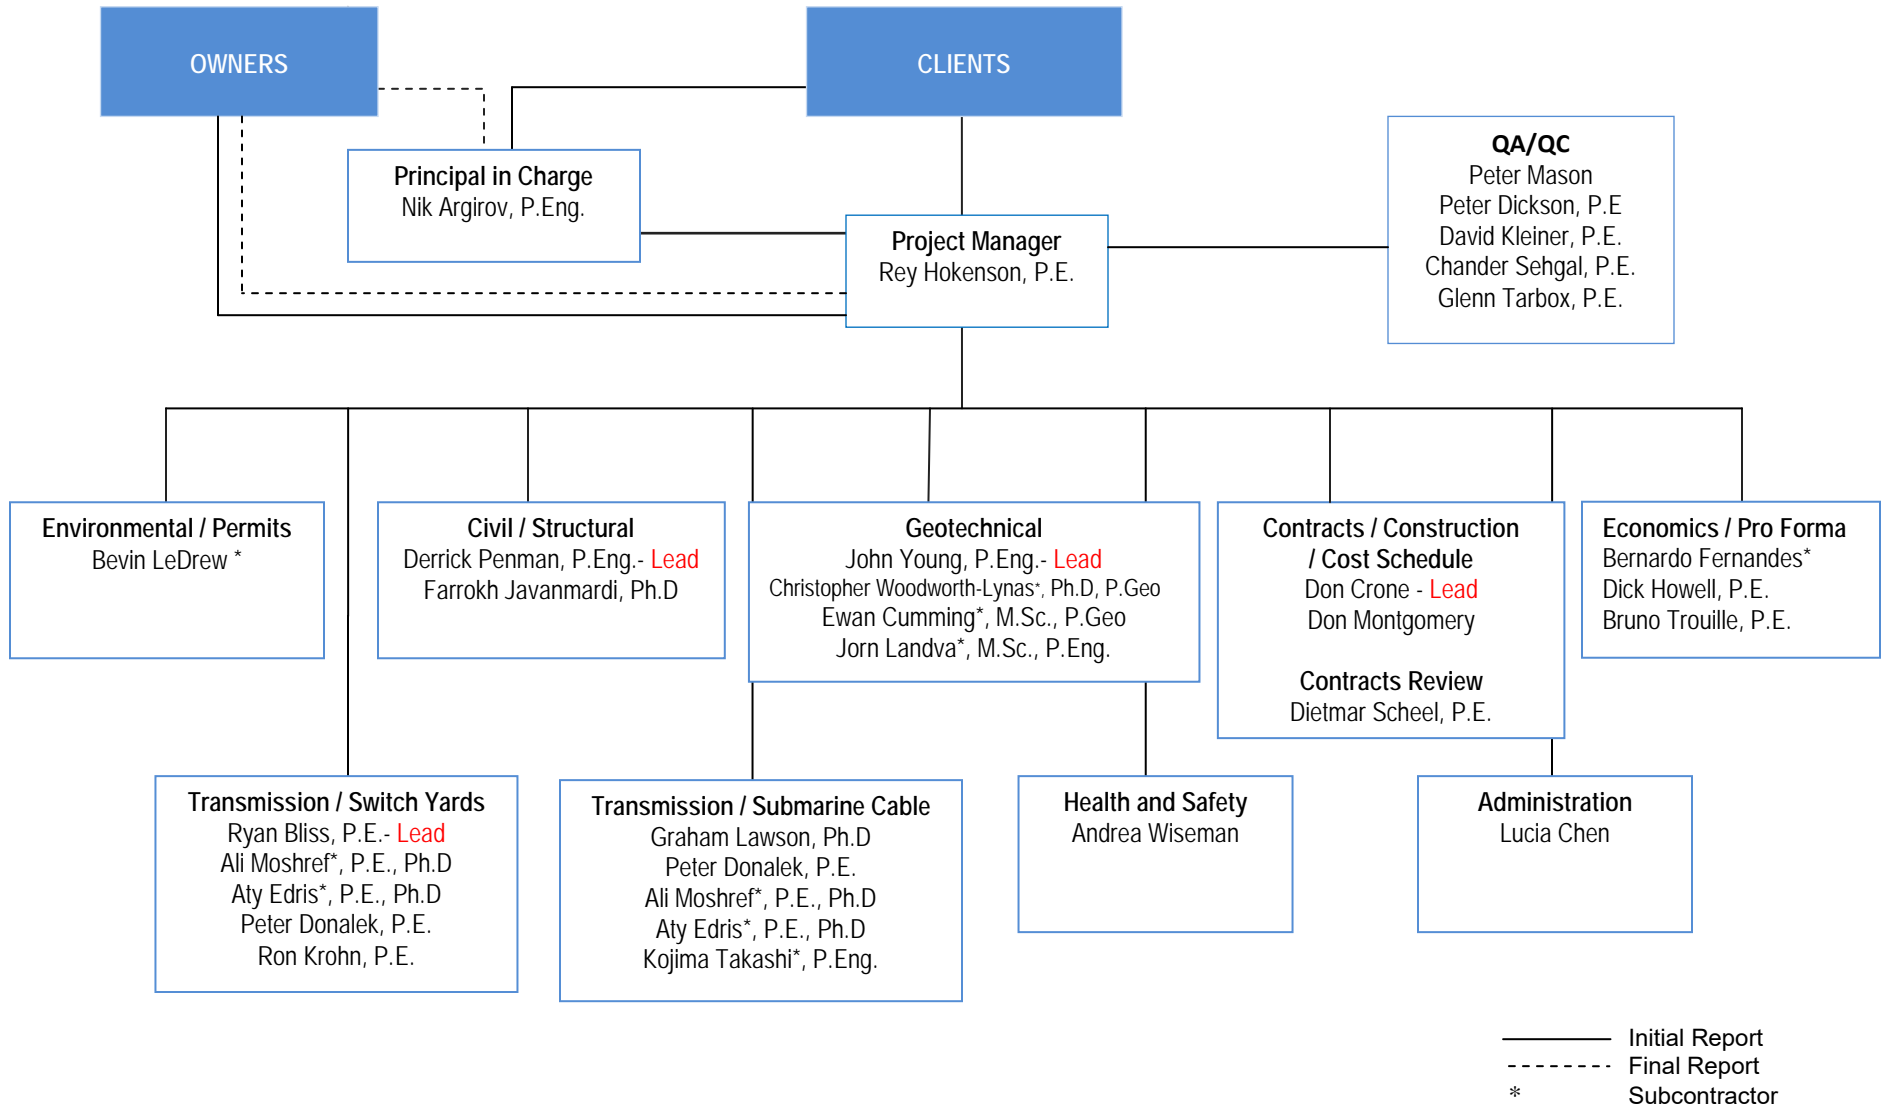 OWNERS
CLIENTS
Principal in Charge
Nik Argirov, P.Eng.
QA/QC
Peter Mason
Peter Dickson, P.E
David Kleiner, P.E.
Chander Sehgal, P.E.
Glenn Tarbox, P.E.
Project Manager
Rey Hokenson, P.E.
Environmental / Permits
Bevin LeDrew *
Civil / Structural
Derrick Penman, P.Eng.- Lead
Farrokh Javanmardi, Ph.D
Geotechnical
John Young, P.Eng.- Lead
Christopher Woodworth-Lynas*, Ph.D, P.Geo
Ewan Cumming*, M.Sc., P.Geo
Jorn Landva*, M.Sc., P.Eng.
Contracts / Construction
/ Cost Schedule
Don Crone - Lead
Don Montgomery
Contracts Review
Dietmar Scheel, P.E.
Economics / Pro Forma
Bernardo Fernandes*
Dick Howell, P.E.
Bruno Trouille, P.E.
Transmission / Switch Yards
Ryan Bliss, P.E.- Lead
Ali Moshref*, P.E., Ph.D
Aty Edris*, P.E., Ph.D
Peter Donalek, P.E.
Ron Krohn, P.E.
Transmission / Submarine Cable
Graham Lawson, Ph.D
Peter Donalek, P.E.
Ali Moshref*, P.E., Ph.D
Aty Edris*, P.E., Ph.D
Kojima Takashi*, P.Eng.
Health and Safety
Andrea Wiseman
Administration
Lucia Chen
Initial Report
Final Report
* Subcontractor